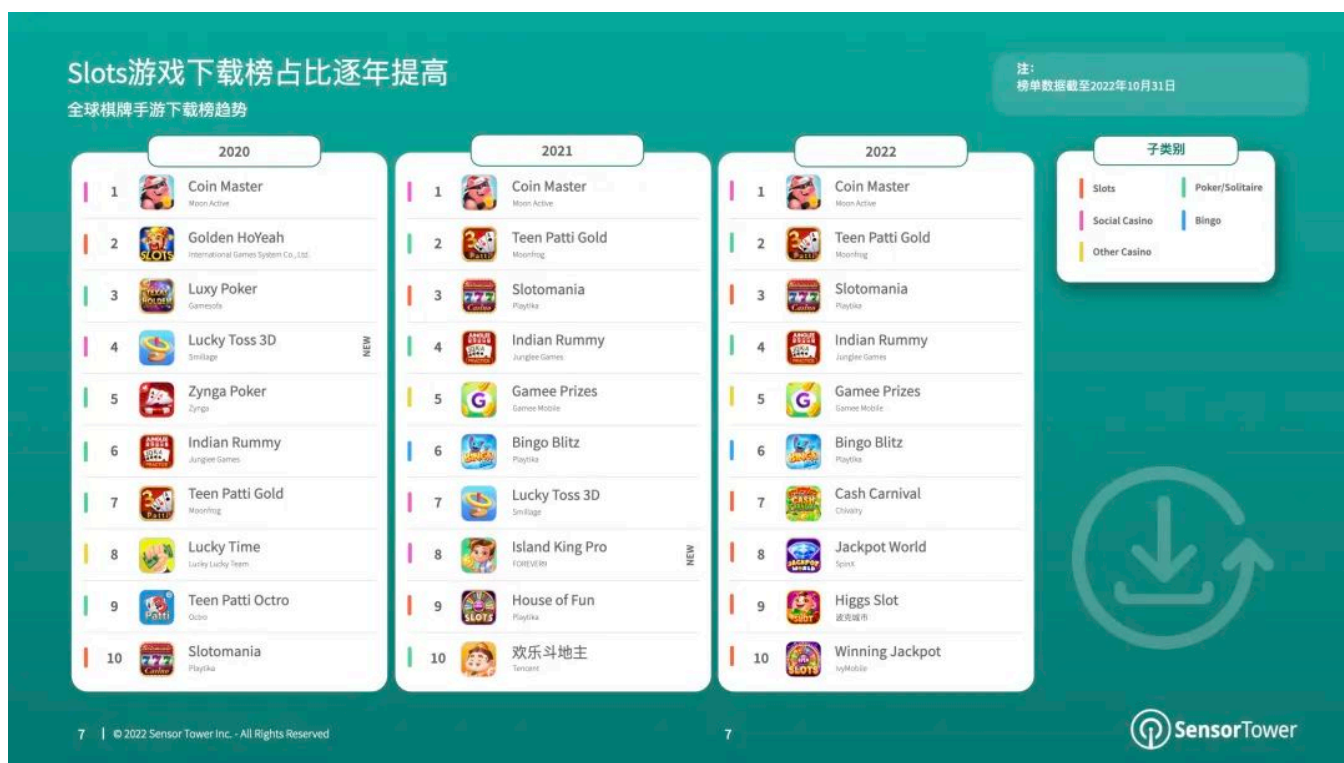 Slots游戏下载榜占比逐年提高
全球棋牌手游下载榜趋势
注：
榜单数据截至2022年10月31日
2020
1 Coin Master
Moon Active
2 Golden HoYeah
International Games System Co., Ltd.
3 Luxy Poker
Gamesofa
4 Lucky Toss 3D NEW
Smillage
5 Zynga Poker
Zynga
6 Indian Rummy
Junglee Games
7 Teen Patti Gold
Moonfrog
8 Lucky Time
Lucky Lucky Team
9 Teen Patti Octro
Octro
10 Slotomania
Playtika
2021
1 Coin Master
Moon Active
2 Teen Patti Gold
Moonfrog
3 Slotomania
Playtika
4 Indian Rummy
Junglee Games
5 Gamee Prizes
Gamee Mobile
6 Bingo Blitz
Playtika
7 Lucky Toss 3D
Smillage
8 Island King Pro NEW
FOREVER9
9 House of Fun
Playtika
10 欢乐斗地主
Tencent
2022
1 Coin Master
Moon Active
2 Teen Patti Gold
Moonfrog
3 Slotomania
Playtika
4 Indian Rummy
Junglee Games
5 Gamee Prizes
Gamee Mobile
6 Bingo Blitz
Playtika
7 Cash Carnival
Chivalry
8 Jackpot World
SpinX
9 Higgs Slot
波克城市
10 Winning Jackpot
IvyMobile
子类别
Slots
Poker/Solitaire
Social Casino
Bingo
Other Casino
7 | © 2022 Sensor Tower Inc. - All Rights Reserved
7
SensorTower